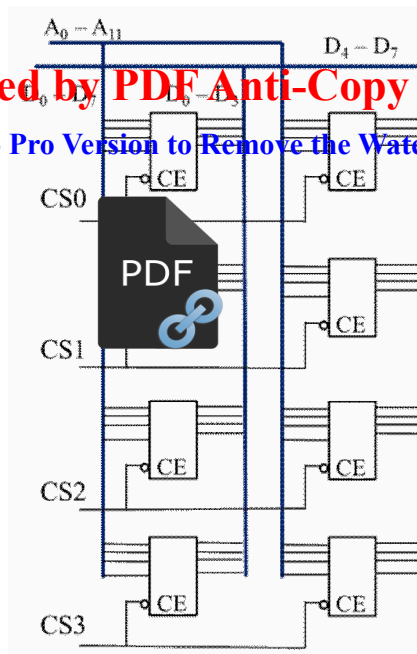 A₀ – A₁₁
D₄ – D₇
ed by PDF Anti-Copy
D₀ – D₇
D₀ – D₃
Pro Version to Remove the Wate
CE
CE
CS0
PDF
CE
CS1
CE
CE
CS2
CE
CE
CS3